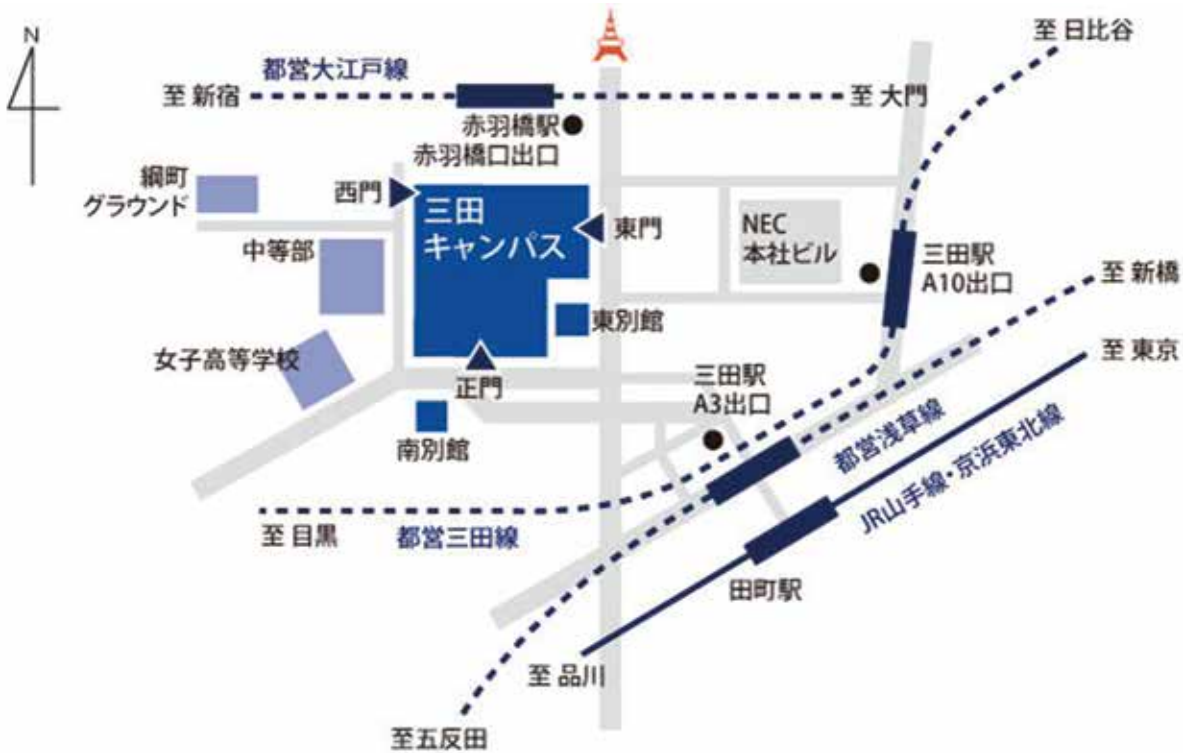 N
至 日比谷
都営大江戸線
至 新宿
至 大門
赤羽橋駅
赤羽橋口出口
綱町
グラウンド
西門
三田
キャンパス
東門
NEC
本社ビル
中等部
三田駅
A10出口
至 新橋
東別館
女子高等学校
至 東京
正門
三田駅
A3出口
南別館
都営浅草線
JR山手線・京浜東北線
至 目黒
都営三田線
田町駅
至 品川
至五反田